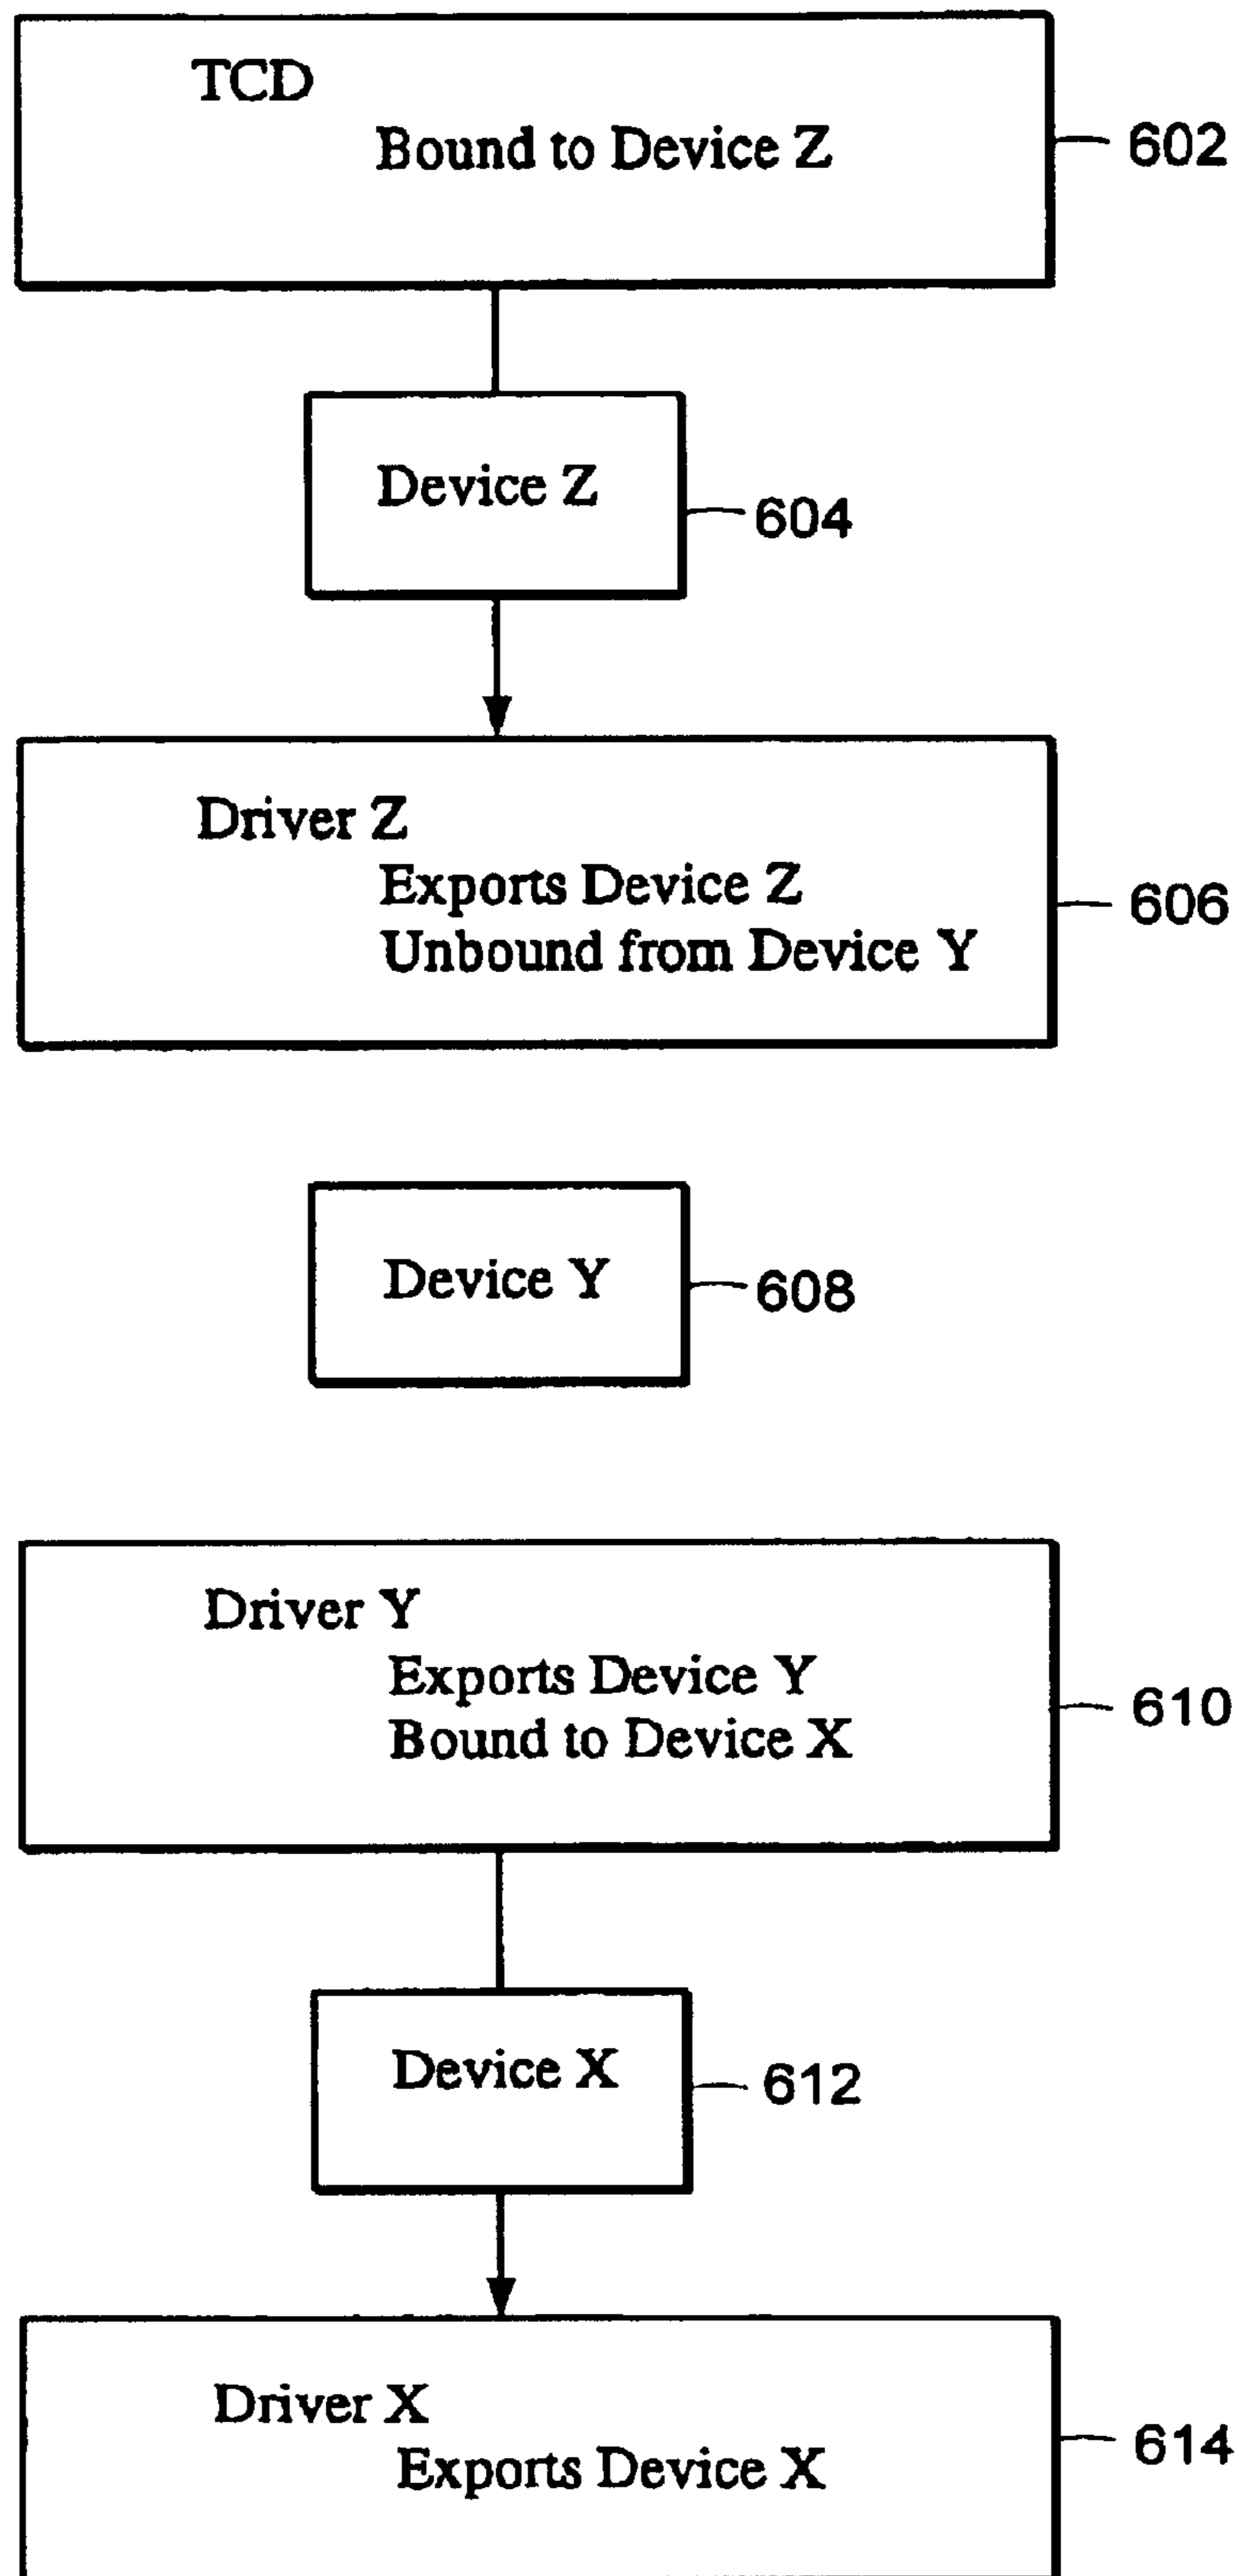 TCD
Bound to Device Z
602
Device Z
604
Driver Z
Exports Device Z
Unbound from Device Y
606
Device Y
608
Driver Y
Exports Device Y
Bound to Device X
610
Device X
612
Driver X
Exports Device X
614